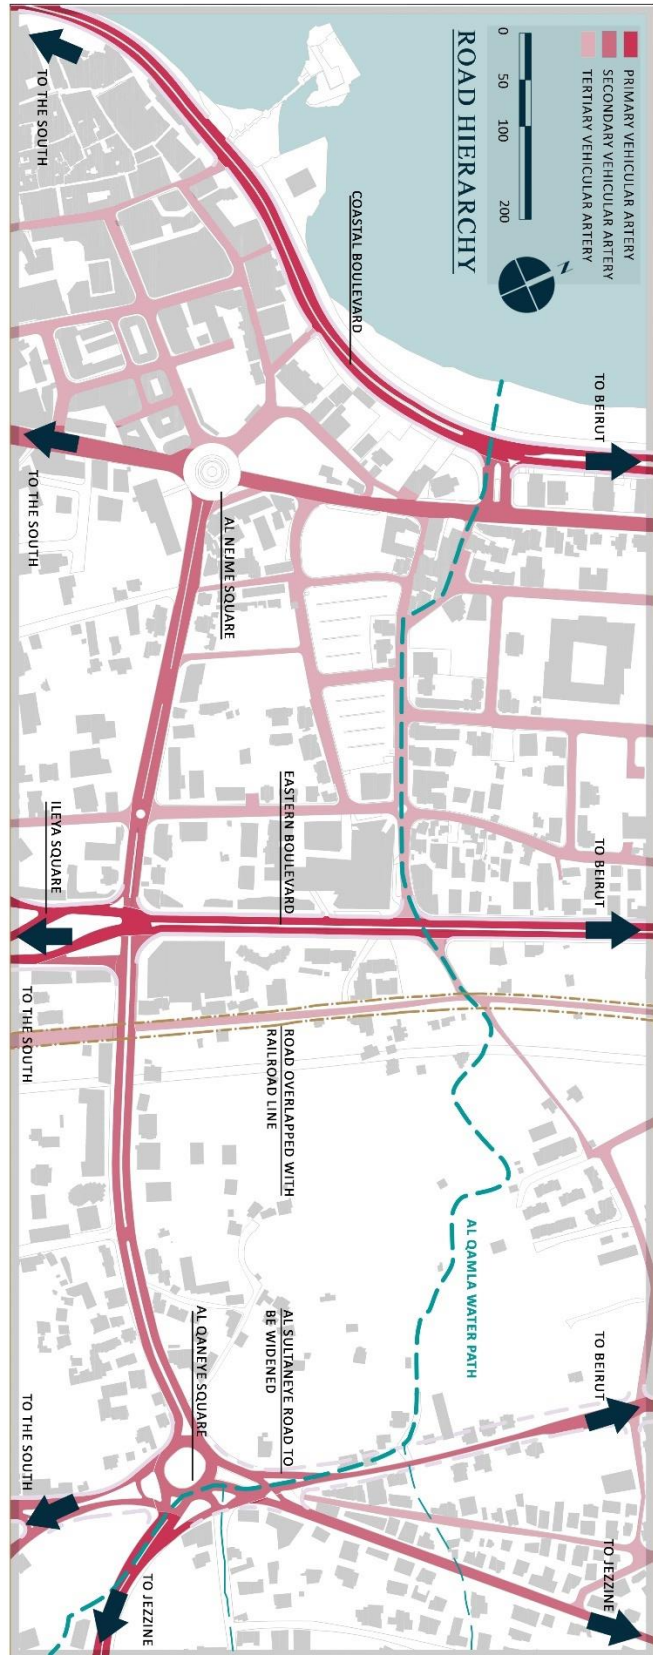 ROAD HIERARCHY
0
50
100
200
PRIMARY VEHICULAR ARTERY
SECONDARY VEHICULAR ARTERY
TERTIARY VEHICULAR ARTERY
N
TO THE SOUTH
COASTAL BOULEVARD
TO BEIRUT
TO THE SOUTH
AL NEJME SQUARE
ILEYA SQUARE
EASTERN BOULEVARD
TO BEIRUT
TO THE SOUTH
ROAD OVERLAPPED WITH
RAILROAD LINE
AL QAMLA WATER PATH
AL QANEYE SQUARE
AL SULTANEYE ROAD TO
BE WIDENED
TO BEIRUT
TO THE SOUTH
TO JEZZINE
TO JEZZINE